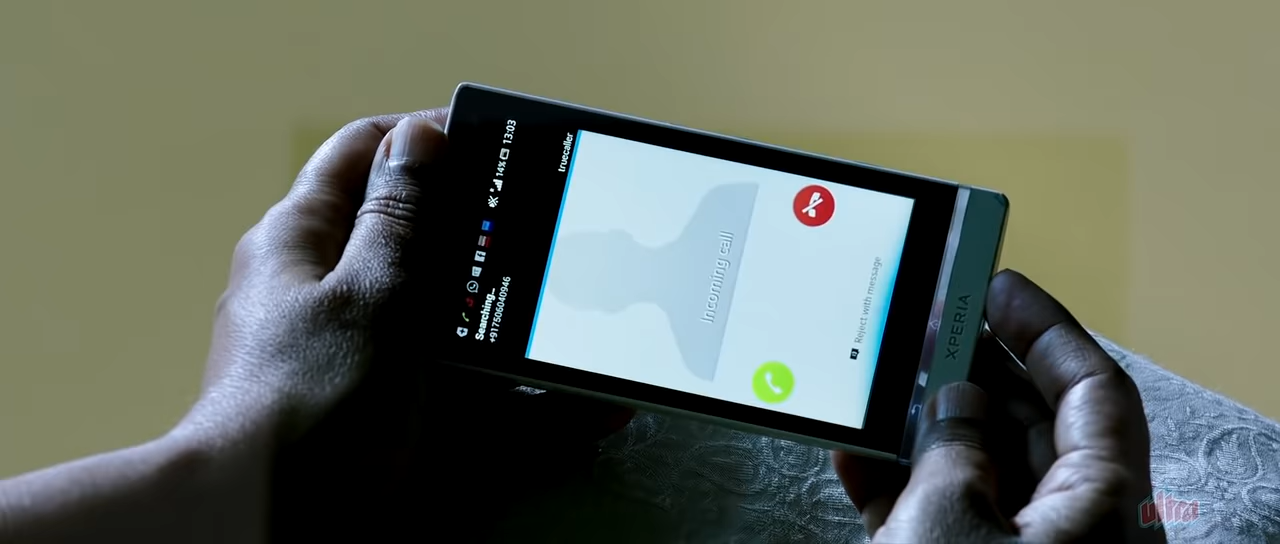 14% 13:03
truecaller
Searching...
+917506040946
Incoming call
Reject with message
XPERIA
Ultra